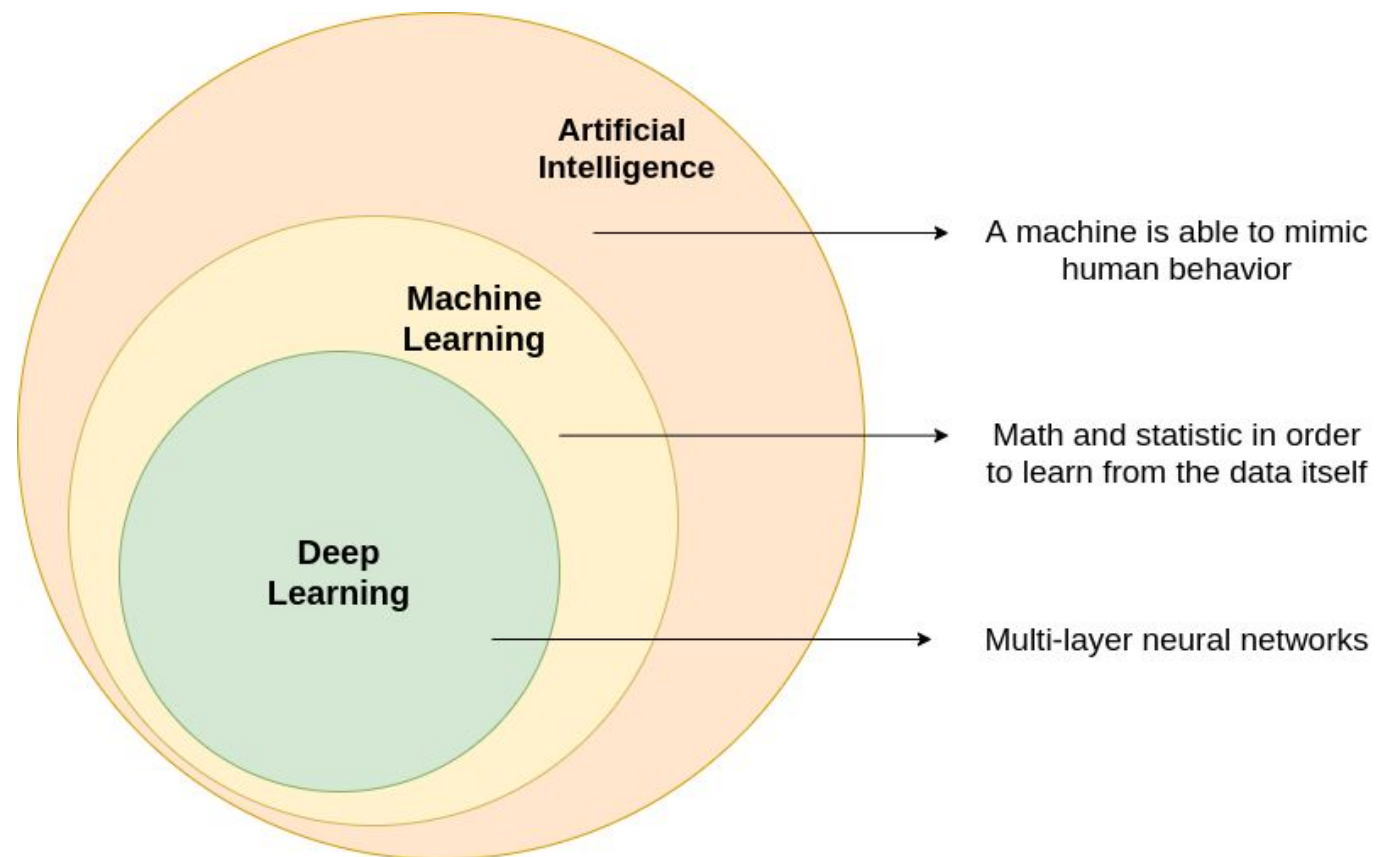 Artificial
Intelligence
A machine is able to mimic
human behavior
Machine
Learning
Math and statistic in order
to learn from the data itself
Deep
Learning
Multi-layer neural networks